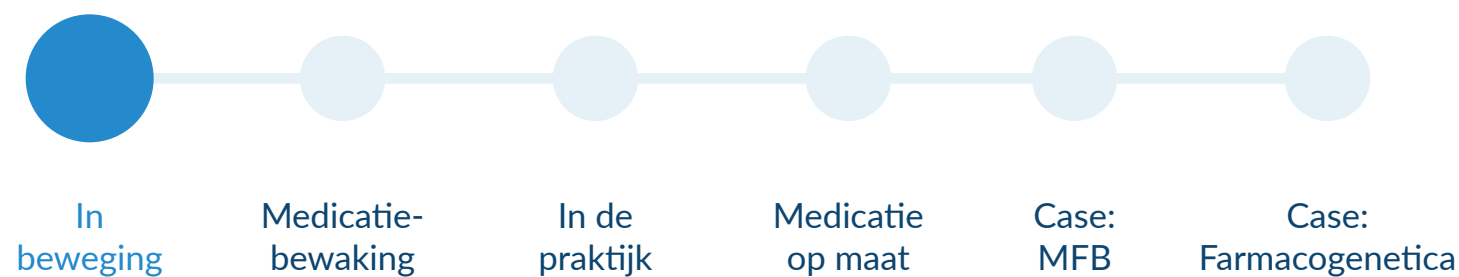 In
beweging
Medicatie-
bewaking
In de
praktijk
Medicatie
op maat
Case:
MFB
Case:
Farmacogenetica